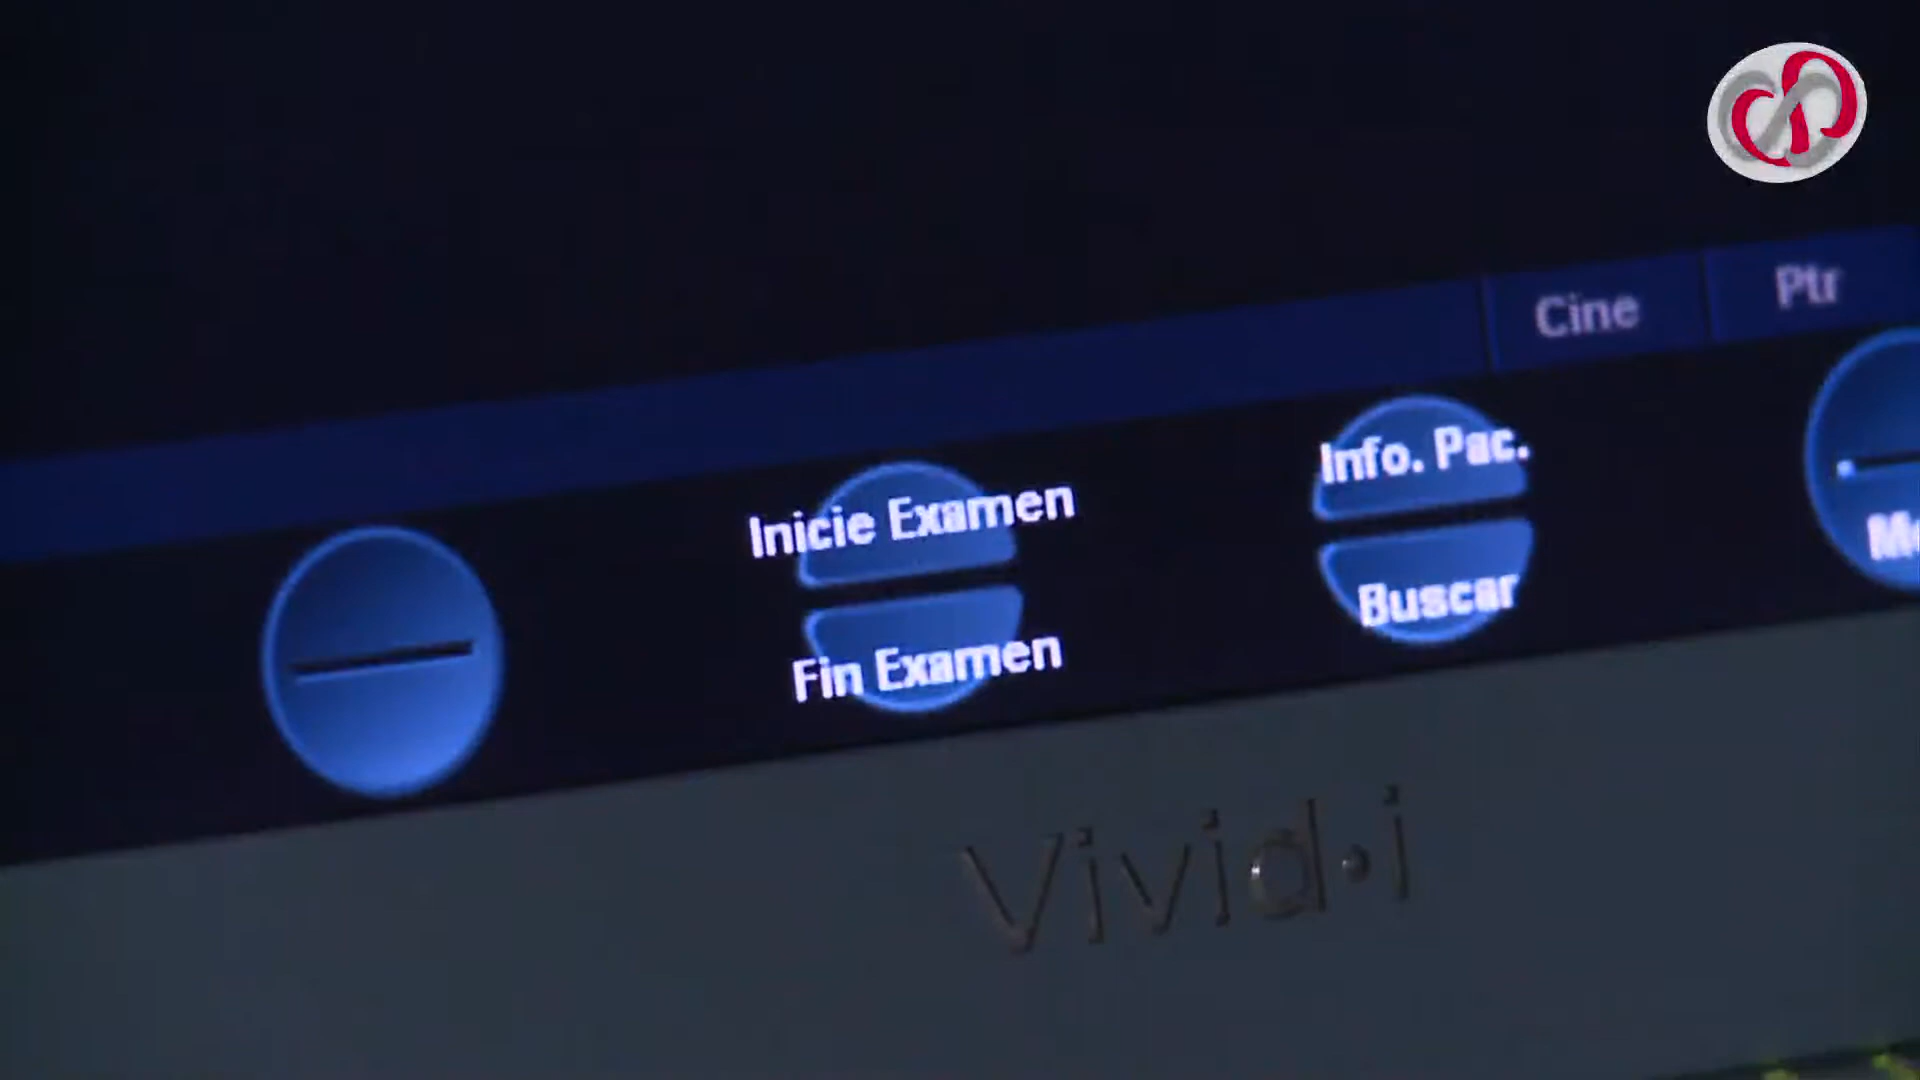 Cine
Ptr
Inicie Examen
Info. Pac.
Fin Examen
Buscar
Vivid·i